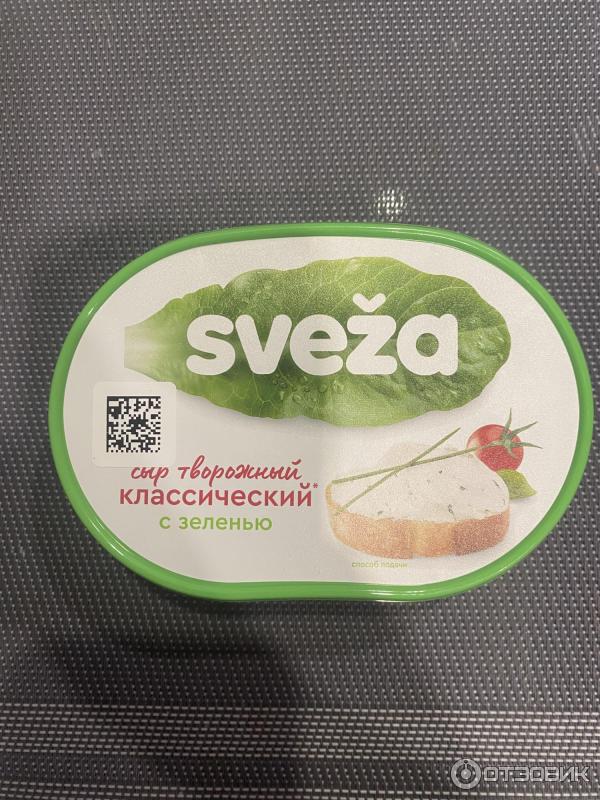 sveža
сыр творожный
классический*
с зеленью
способ подачи
ОТЗОВИК